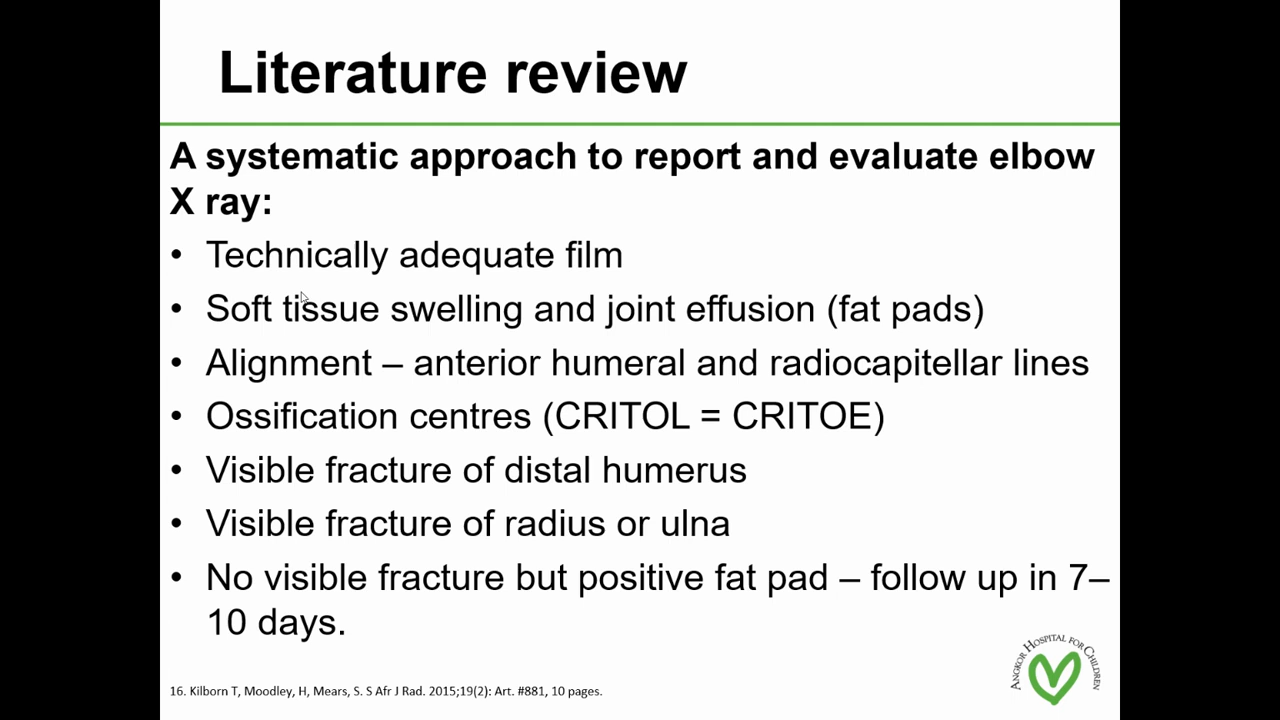 Literature review
A systematic approach to report and evaluate elbow
X ray:
• Technically adequate film
• Soft tissue swelling and joint effusion (fat pads)
• Alignment – anterior humeral and radiocapitellar lines
• Ossification centres (CRITOL = CRITOE)
• Visible fracture of distal humerus
• Visible fracture of radius or ulna
• No visible fracture but positive fat pad – follow up in 7–
10 days.
16. Kilborn T, Moodley, H, Mears, S. S Afr J Rad. 2015;19(2): Art. #881, 10 pages.
ANGKOR HOSPITAL FOR CHILDREN